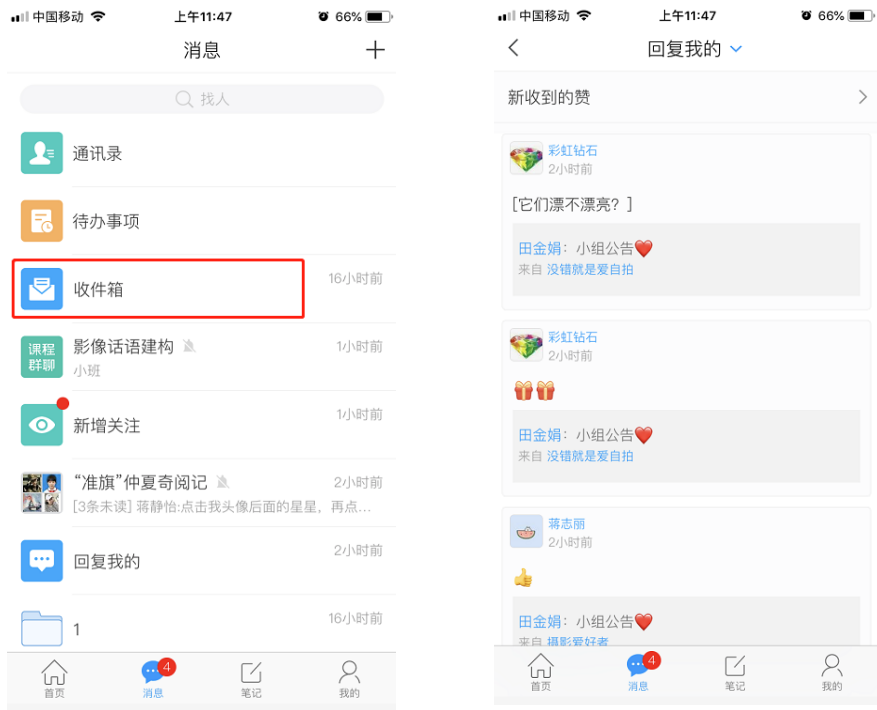 中国移动
上午11:47
66%
消息
找人
通讯录
待办事项
收件箱
16小时前
课程
群聊
影像话语建构
1小时前
小班
新增关注
1小时前
“准旗”仲夏奇阅记
2小时前
[3条未读] 蒋静怡:点击我头像后面的星星，再点...
回复我的
2小时前
1
16小时前
4
首页
消息
笔记
我的
中国移动
上午11:47
66%
回复我的
新收到的赞
彩虹钻石
2小时前
[它们漂不漂亮？]
田金娟：小组公告❤️
来自 没错就是爱自拍
彩虹钻石
2小时前
🎁🎁
田金娟：小组公告❤️
来自 没错就是爱自拍
蒋志丽
2小时前
👍
田金娟：小组公告❤️
来自 摄影爱好者
4
首页
消息
笔记
我的